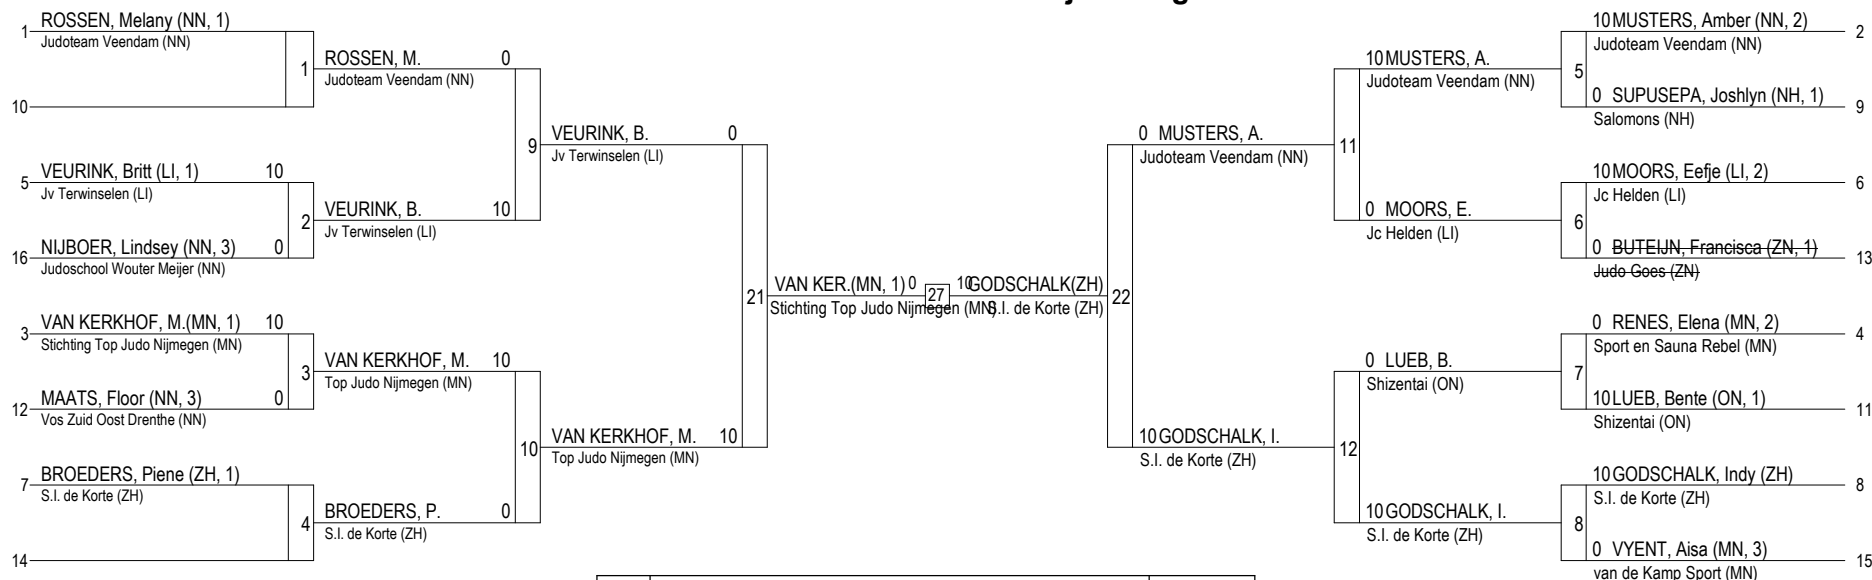 1 ROSSEN, Melany (NN, 1)
Judoteam Veendam (NN)
10
1
5 VEURINK, Britt (LI, 1) 10
Jv Terwinselen (LI)
2
16 NIJBOER, Lindsey (NN, 3) 0
Judoschool Wouter Meijer (NN)
3 VAN KERKHOF, M.(MN, 1) 10
Stichting Top Judo Nijmegen (MN)
3
12 MAATS, Floor (NN, 3) 0
Vos Zuid Oost Drenthe (NN)
7 BROEDERS, Piene (ZH, 1)
S.I. de Korte (ZH)
4
14
ROSSEN, M. 0
Judoteam Veendam (NN)
9
VEURINK, B. 10
Jv Terwinselen (LI)
VAN KERKHOF, M. 10
Top Judo Nijmegen (MN)
10
BROEDERS, P. 0
S.I. de Korte (ZH)
VEURINK, B. 0
Jv Terwinselen (LI)
21
VAN KERKHOF, M. 10
Top Judo Nijmegen (MN)
VAN KER.(MN, 1) 0 27 10 GODSCHALK(ZH)
Stichting Top Judo Nijmegen (MN) S.I. de Korte (ZH)
22
0 MUSTERS, A.
Judoteam Veendam (NN)
10 GODSCHALK, I.
S.I. de Korte (ZH)
10 MUSTERS, A.
Judoteam Veendam (NN)
11
0 MOORS, E.
Jc Helden (LI)
0 LUEB, B.
Shizentai (ON)
12
10 GODSCHALK, I.
S.I. de Korte (ZH)
10 MUSTERS, Amber (NN, 2) 2
Judoteam Veendam (NN)
5
0 SUPUSEPA, Joshlyn (NH, 1) 9
Salomons (NH)
10 MOORS, Eefje (LI, 2) 6
Jc Helden (LI)
6
0 BUTEIJN, Francisca (ZN, 1) 13
Judo Goes (ZN)
0 RENES, Elena (MN, 2) 4
Sport en Sauna Rebel (MN)
7
10 LUEB, Bente (ON, 1) 11
Shizentai (ON)
10 GODSCHALK, Indy (ZH) 8
S.I. de Korte (ZH)
8
0 VYENT, Aisa (MN, 3) 15
van de Kamp Sport (MN)